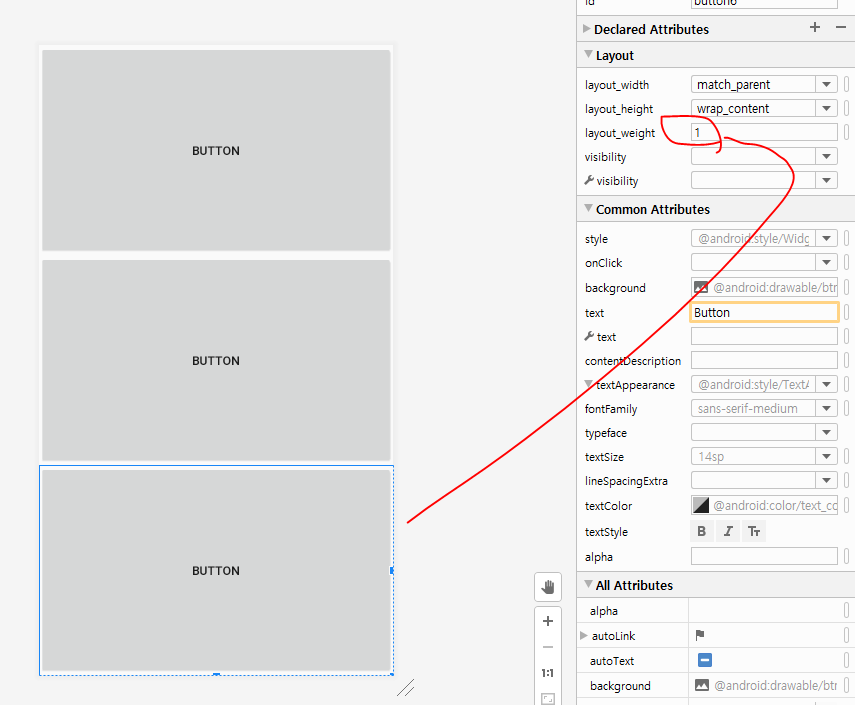 BUTTON
BUTTON
BUTTON
1:1
id button6
Declared Attributes
Layout
layout_width match_parent
layout_height wrap_content
layout_weight 1
visibility
visibility
Common Attributes
style @android:style/Widg
onClick
background @android:drawable/btn
text Button
text
contentDescription
textAppearance @android:style/TextA
fontFamily sans-serif-medium
typeface
textSize 14sp
lineSpacingExtra
textColor @android:color/text_co
textStyle B I Tт
alpha
All Attributes
alpha
autoLink
autoText
background @android:drawable/btn